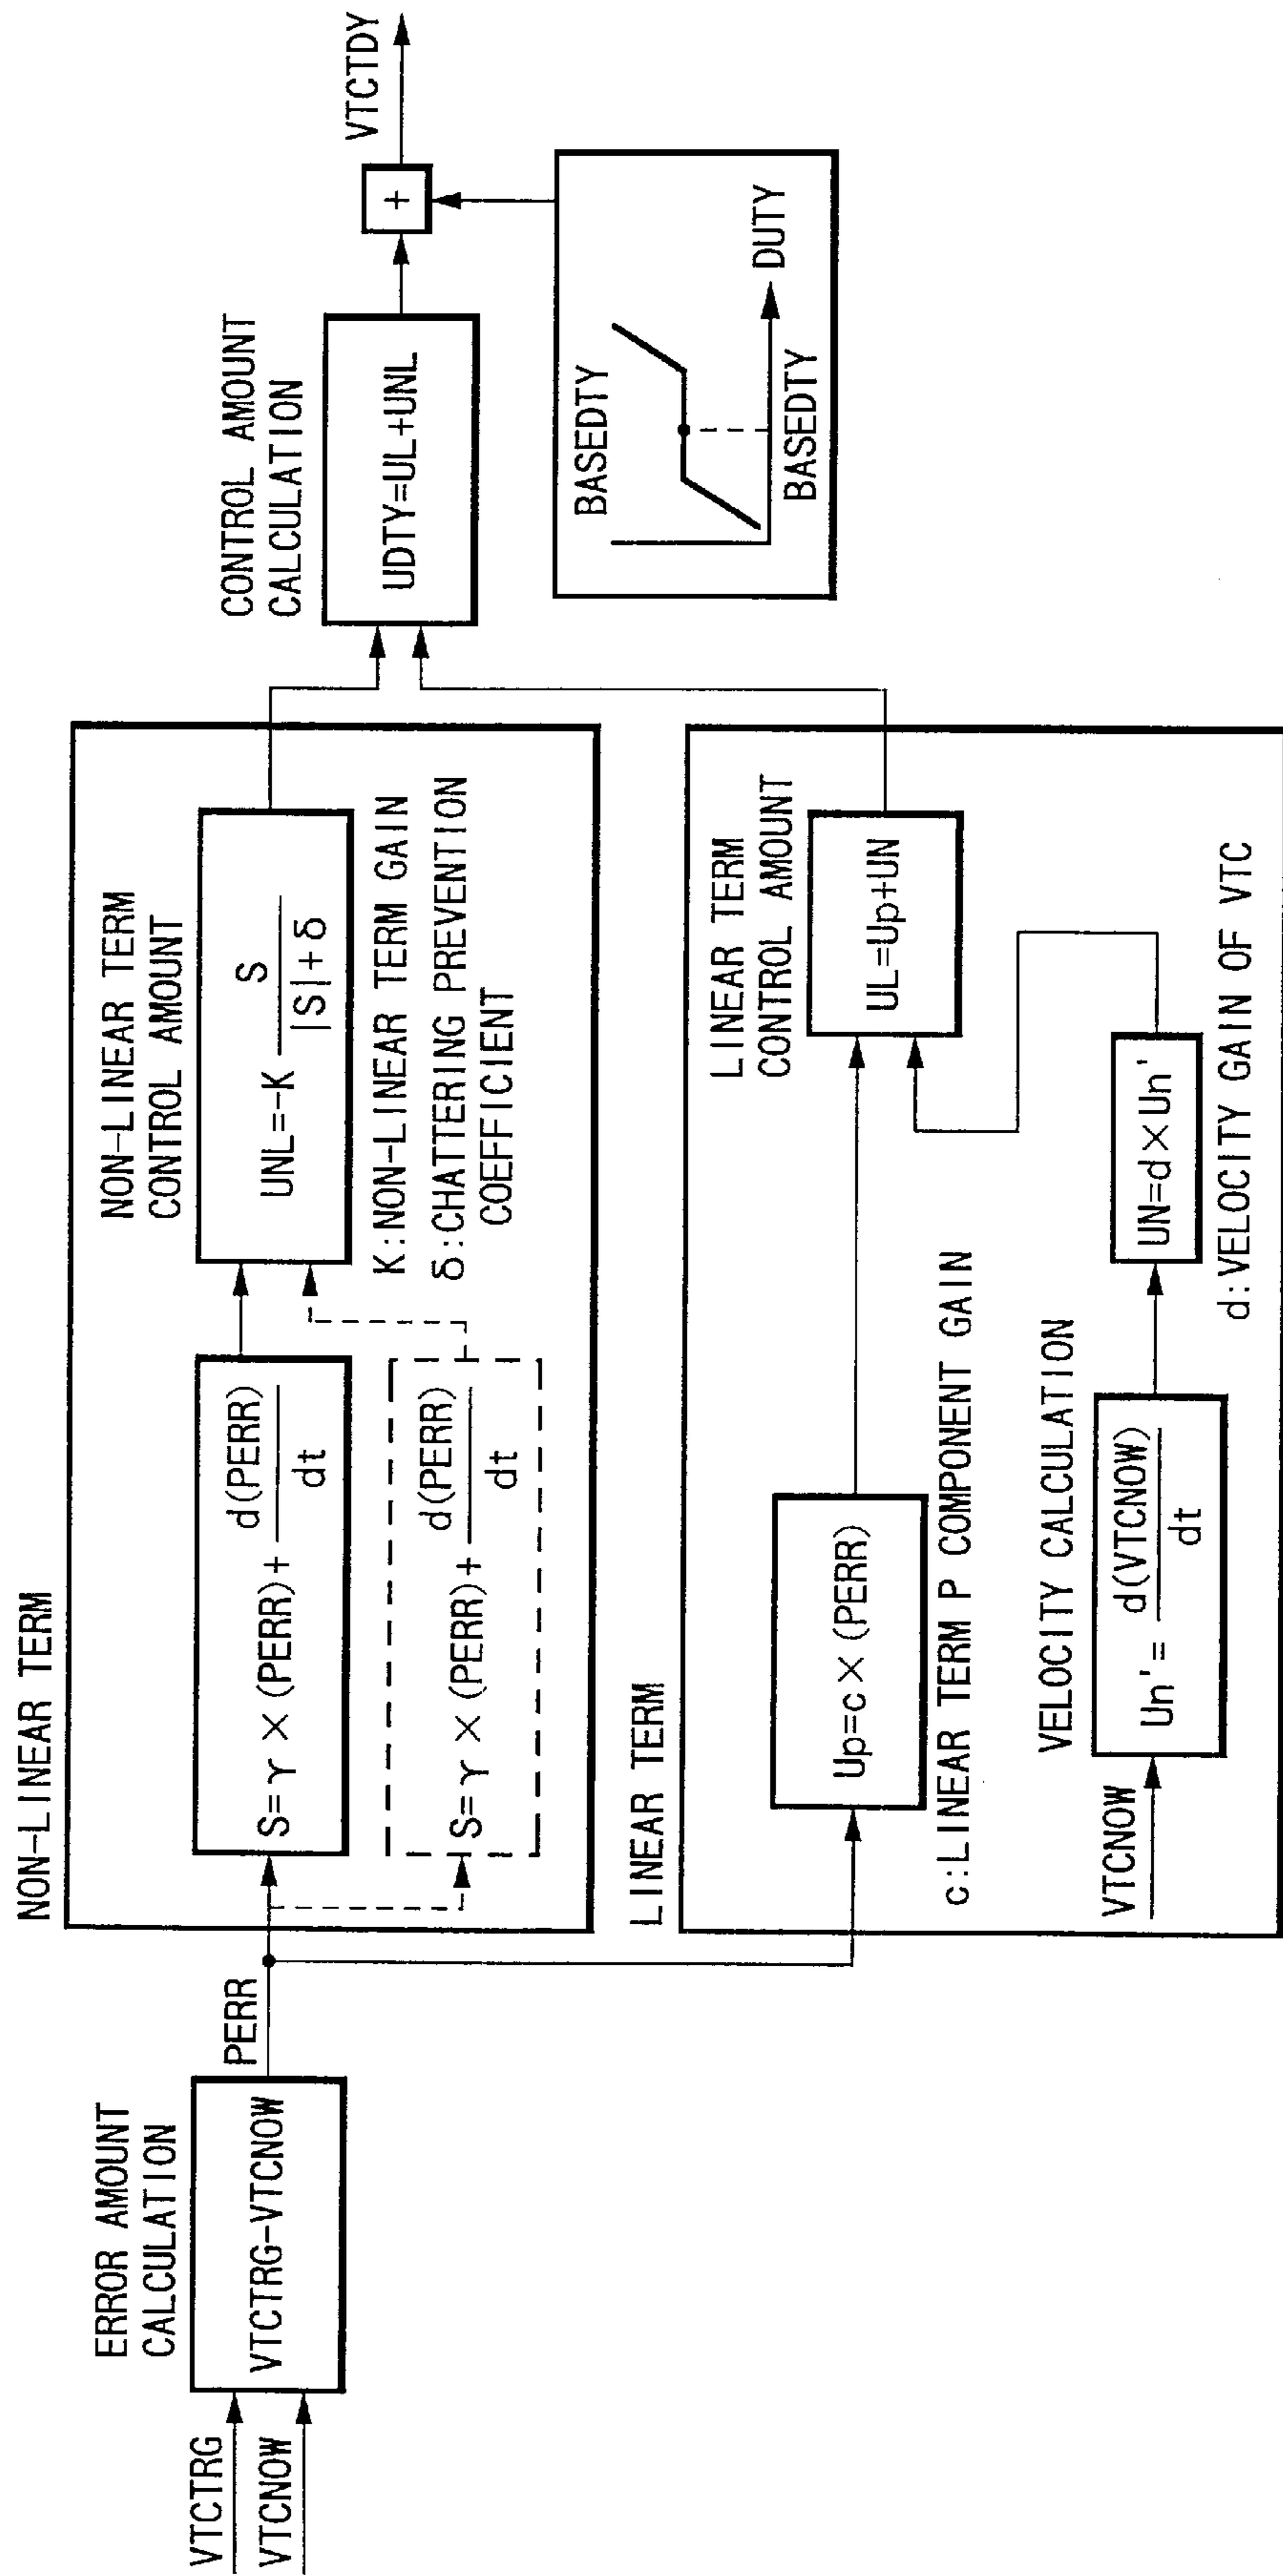 VTCTRG
VTCNOW
ERROR AMOUNT
CALCULATION
VTCTRG-VTCNOW
PERR
NON-LINEAR TERM
S=γ×(PERR)+d(PERR)/dt
S=γ×(PERR)+d(PERR)/dt
NON-LINEAR TERM
CONTROL AMOUNT
UNL=-K S/|S|+δ
K:NON-LINEAR TERM GAIN
δ:CHATTERING PREVENTION
COEFFICIENT
LINEAR TERM
Up=c×(PERR)
c:LINEAR TERM P COMPONENT GAIN
VTCNOW
VELOCITY CALCULATION
Un'=d(VTCNOW)/dt
UN=d×Un'
d:VELOCITY GAIN OF VTC
LINEAR TERM
CONTROL AMOUNT
UL=Up+UN
CONTROL AMOUNT
CALCULATION
UDTY=UL+UNL
+
VTCTDY
BASEDTY
BASEDTY
DUTY